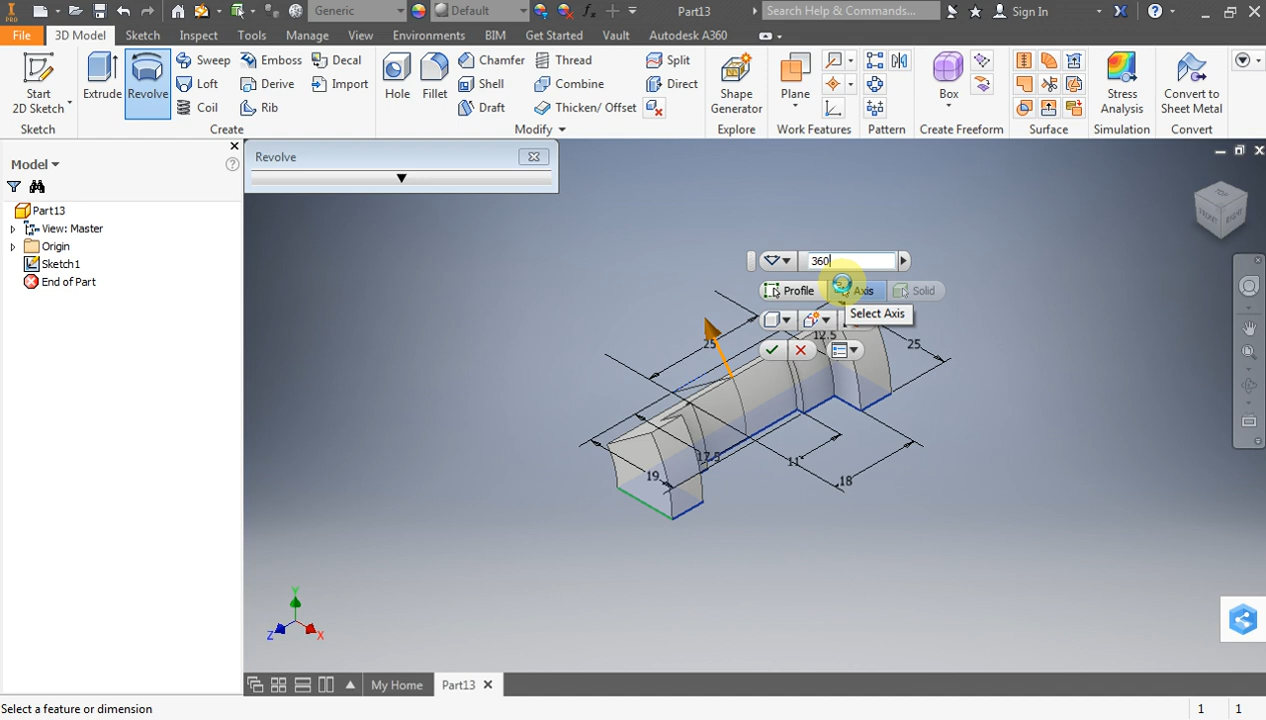 PRO Generic Default fx Part13 Search Help & Commands... Sign In
File 3D Model Sketch Inspect Tools Manage View Environments BIM Get Started Vault Autodesk A360
Start
2D Sketch
Extrude
Revolve
Sweep Emboss Decal
Loft Derive Import
Coil Rib
Hole
Fillet
Chamfer Thread Split
Shell Combine Direct
Draft Thicken/ Offset
Shape
Generator
Plane
Box
Stress
Analysis
Convert to
Sheet Metal
Sketch Create Modify Explore Work Features Pattern Create Freeform Surface Simulation Convert
Model
Revolve
Part13
View: Master
Origin
Sketch1
End of Part
360
Profile Axis Solid
Select Axis
12.5
25
25
17.5
11
19
18
TOP
FRONT
RIGHT
Y
Z
X
My Home Part13
Select a feature or dimension 1 1